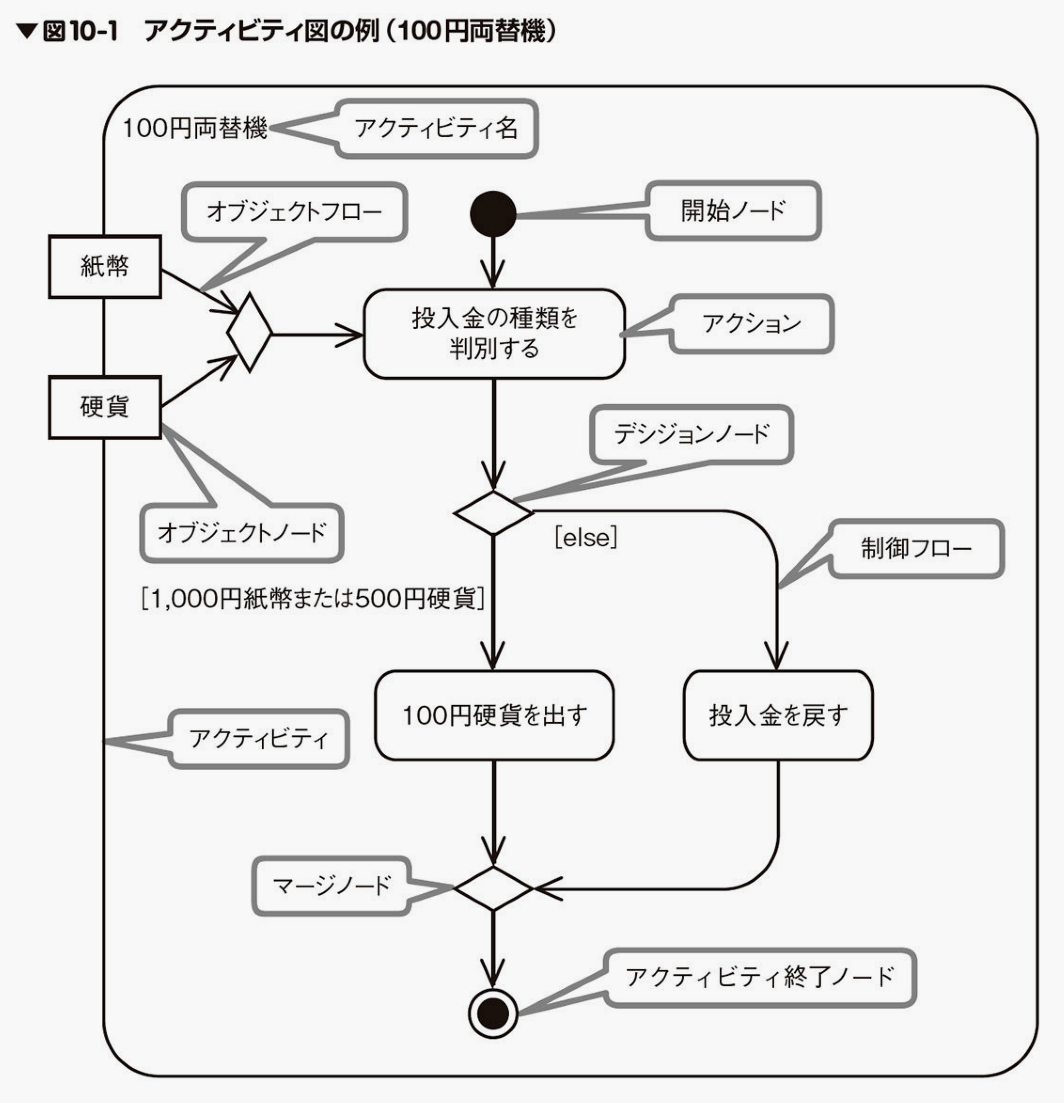 ▼図10-1 アクティビティ図の例(100円両替機)
100円両替機
アクティビティ名
オブジェクトフロー
開始ノード
紙幣
投入金の種類を
判別する
アクション
硬貨
デシジョンノード
オブジェクトノード
[else]
制御フロー
[1,000円紙幣または500円硬貨]
100円硬貨を出す
投入金を戻す
アクティビティ
マージノード
アクティビティ終了ノード